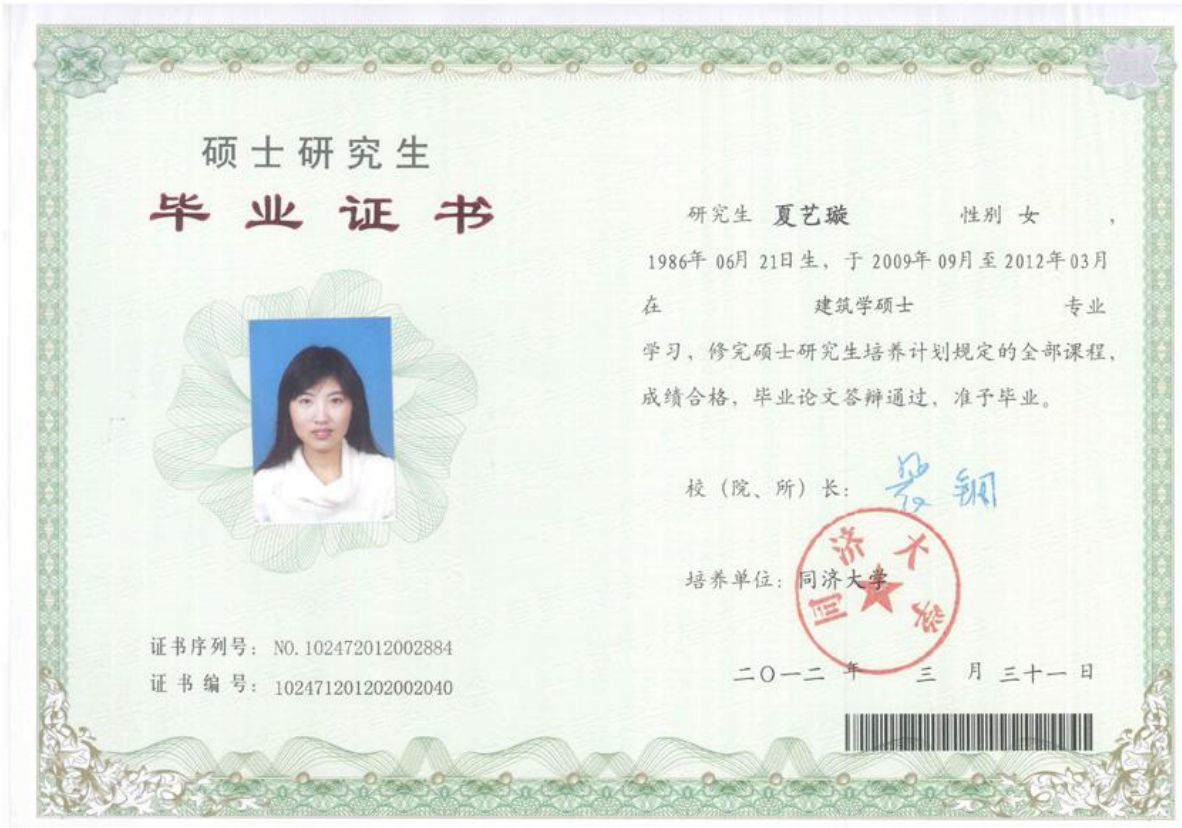 硕士研究生
毕业证书
研究生 夏艺璇 性别 女 ，
1986年 06月 21日生，于 2009年 09月至 2012年 03月
在 建筑学硕士 专业
学习，修完硕士研究生培养计划规定的全部课程，
成绩合格，毕业论文答辩通过，准予毕业。
校（院、所）长：
培养单位：同济大学
同济大学
二〇一二 年 三 月 三十一 日
证书序列号： NO.102472012002884
证书编号： 102471201202002040